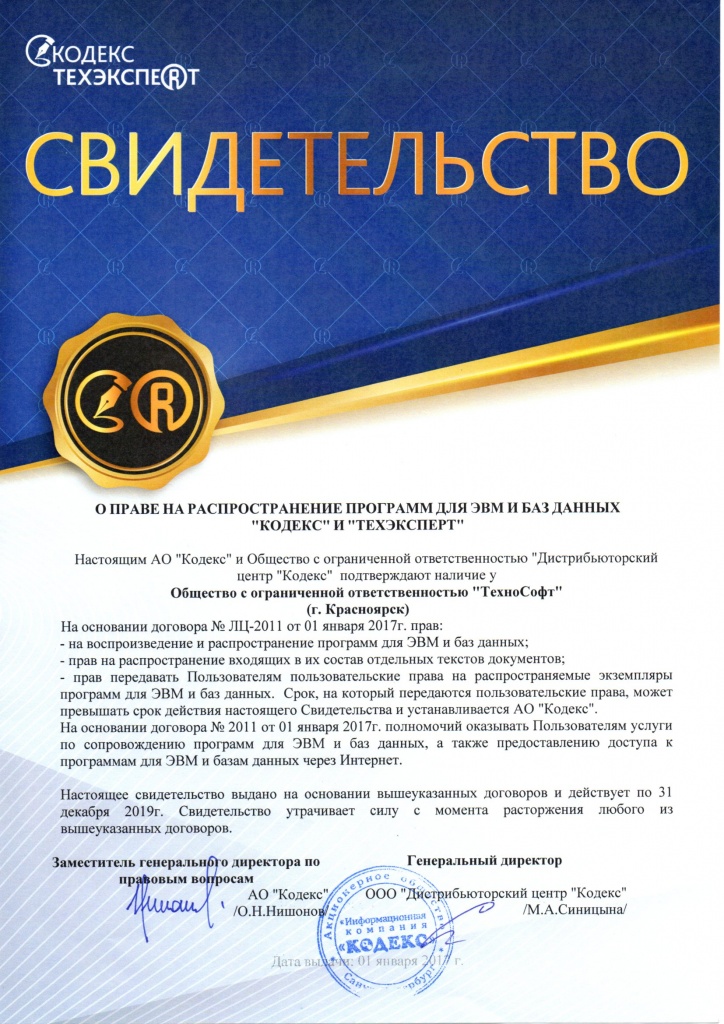 КОДЕКС
ТЕХЭКСПЕRТ
СВИДЕТЕЛЬСТВО
R
О ПРАВЕ НА РАСПРОСТРАНЕНИЕ ПРОГРАММ ДЛЯ ЭВМ И БАЗ ДАННЫХ
"КОДЕКС" И "ТЕХЭКСПЕРТ"
Настоящим АО "Кодекс" и Общество с ограниченной ответственностью "Дистрибьюторский
центр "Кодекс" подтверждают наличие у
Общество с ограниченной ответственностью "ТехноСофт"
(г. Красноярск)
На основании договора № ЛЦ-2011 от 01 января 2017г. прав:
- на воспроизведение и распространение программ для ЭВМ и баз данных;
- прав на распространение входящих в их состав отдельных текстов документов;
- прав передавать Пользователям пользовательские права на распространяемые экземпляры
программ для ЭВМ и баз данных. Срок, на который передаются пользовательские права, может
превышать срок действия настоящего Свидетельства и устанавливается АО "Кодекс".
На основании договора № 2011 от 01 января 2017г. полномочий оказывать Пользователям услуги
по сопровождению программ для ЭВМ и баз данных, а также предоставлению доступа к
программам для ЭВМ и базам данных через Интернет.
Настоящее свидетельство выдано на основании вышеуказанных договоров и действует по 31
декабря 2019г. Свидетельство утрачивает силу с момента расторжения любого из
вышеуказанных договоров.
Заместитель генерального директора по
правовым вопросам
АО "Кодекс"
/О.Н.Нишонов/
Генеральный директор
ООО "Дистрибьюторский центр "Кодекс"
/М.А.Синицына/
Акционерное общество
«Информационная
компания
«КОДЕКС»
Дата выдачи: 01 января 2017 г.